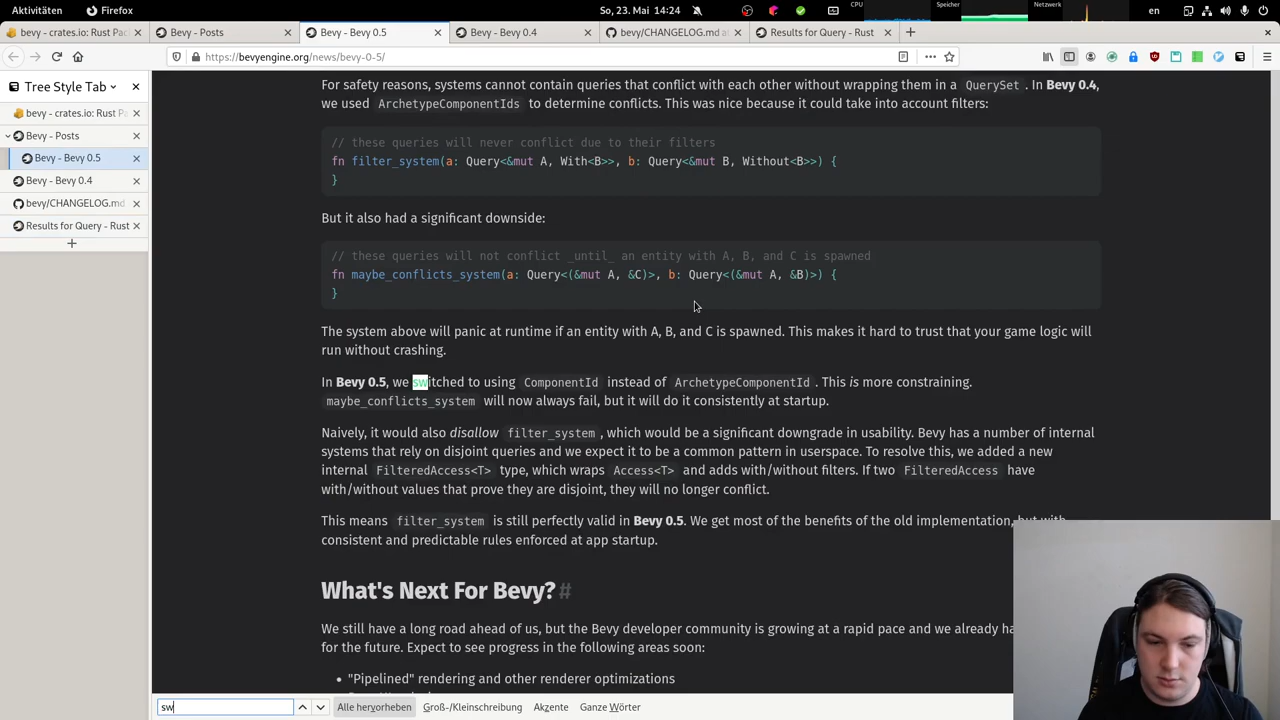 Aktivitäten
Firefox
So, 23. Mai 14:24
CPU
Speicher
Netzwerk
en
bevy - crates.io: Rust Pac
Bevy - Posts
Bevy - Bevy 0.5
Bevy - Bevy 0.4
bevy/CHANGELOG.md at
Results for Query - Rust
https://bevyengine.org/news/bevy-0-5/
Tree Style Tab
bevy - crates.io: Rust P
Bevy - Posts
Bevy - Bevy 0.5
Bevy - Bevy 0.4
bevy/CHANGELOG.md
Results for Query - Rust
For safety reasons, systems cannot contain queries that conflict with each other without wrapping them in a QuerySet. In Bevy 0.4,
we used ArchetypeComponentIds to determine conflicts. This was nice because it could take into account filters:
// these queries will never conflict due to their filters
fn filter_system(a: Query<&mut A, With<B>>, b: Query<&mut B, Without<B>>) {
}
But it also had a significant downside:
// these queries will not conflict _until_ an entity with A, B, and C is spawned
fn maybe_conflicts_system(a: Query<(&mut A, &C)>, b: Query<(&mut A, &B)>) {
}
The system above will panic at runtime if an entity with A, B, and C is spawned. This makes it hard to trust that your game logic will
run without crashing.
In Bevy 0.5, we switched to using ComponentId instead of ArchetypeComponentId. This is more constraining.
maybe_conflicts_system will now always fail, but it will do it consistently at startup.
Naively, it would also disallow filter_system, which would be a significant downgrade in usability. Bevy has a number of internal
systems that rely on disjoint queries and we expect it to be a common pattern in userspace. To resolve this, we added a new
internal FilteredAccess<T> type, which wraps Access<T> and adds with/without filters. If two FilteredAccess have
with/without values that prove they are disjoint, they will no longer conflict.
This means filter_system is still perfectly valid in Bevy 0.5. We get most of the benefits of the old implementation, but with
consistent and predictable rules enforced at app startup.
What's Next For Bevy? #
We still have a long road ahead of us, but the Bevy developer community is growing at a rapid pace and we already ha
for the future. Expect to see progress in the following areas soon:
• "Pipelined" rendering and other renderer optimizations
sw
Alle hervorheben
Groß-/Kleinschreibung
Akzente
Ganze Wörter